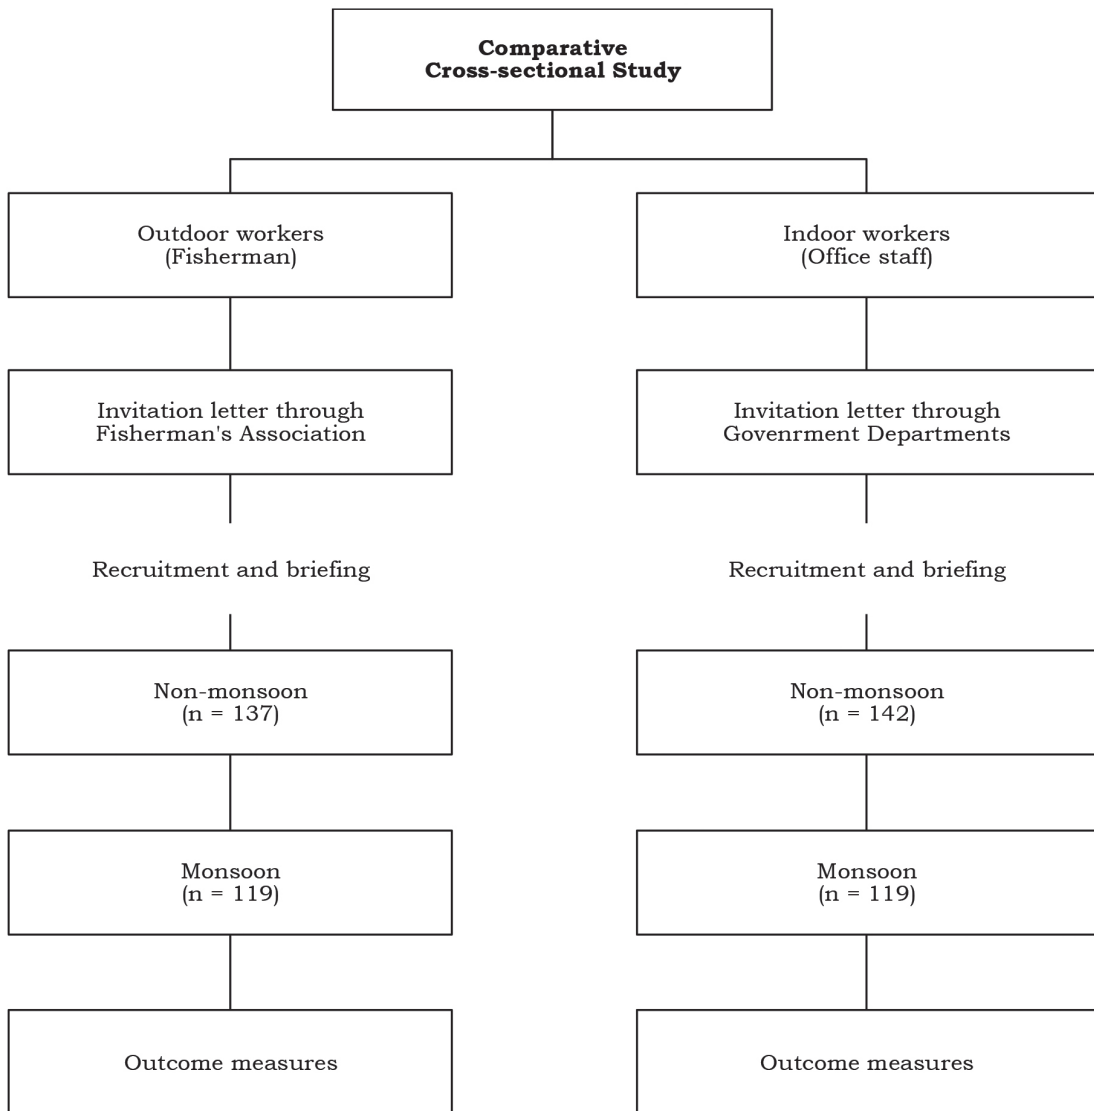 Comparative
Cross-sectional Study
Outdoor workers
(Fisherman)
Indoor workers
(Office staff)
Invitation letter through
Fisherman's Association
Invitation letter through
Govenrment Departments
Recruitment and briefing
Recruitment and briefing
Non-monsoon
(n = 137)
Non-monsoon
(n = 142)
Monsoon
(n = 119)
Monsoon
(n = 119)
Outcome measures
Outcome measures